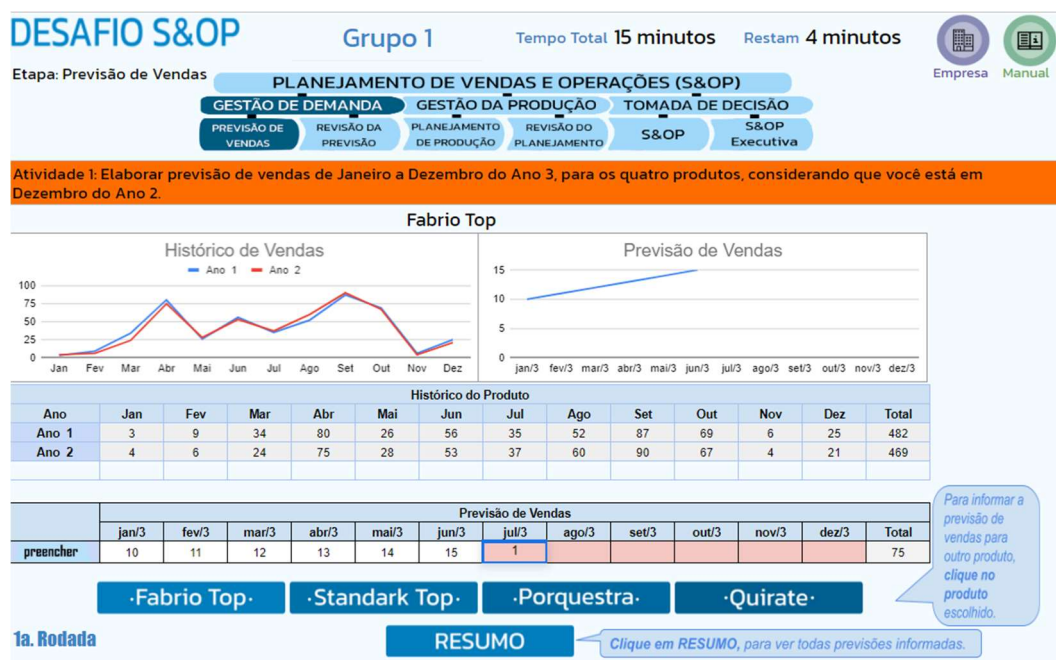 DESAFIO S&OP
Grupo 1
Tempo Total 15 minutos
Restam 4 minutos
Empresa
Manual
Etapa: Previsão de Vendas
PLANEJAMENTO DE VENDAS E OPERAÇÕES (S&OP)
GESTÃO DE DEMANDA
GESTÃO DA PRODUÇÃO
TOMADA DE DECISÃO
PREVISÃO DE
VENDAS
REVISÃO DA
PREVISÃO
PLANEJAMENTO
DE PRODUÇÃO
REVISÃO DO
PLANEJAMENTO
S&OP
S&OP
Executiva
Atividade 1: Elaborar previsão de vendas de Janeiro a Dezembro do Ano 3, para os quatro produtos, considerando que você está em
Dezembro do Ano 2.
Fabrio Top
Histórico de Vendas
Ano 1 Ano 2
100
75
50
25
0
Jan Fev Mar Abr Mai Jun Jul Ago Set Out Nov Dez
Previsão de Vendas
15
10
5
0
jan/3 fev/3 mar/3 abr/3 mai/3 jun/3 jul/3 ago/3 set/3 out/3 nov/3 dez/3
Histórico do Produto
Ano Jan Fev Mar Abr Mai Jun Jul Ago Set Out Nov Dez Total
Ano 1 3 9 34 80 26 56 35 52 87 69 6 25 482
Ano 2 4 6 24 75 28 53 37 60 90 67 4 21 469
Previsão de Vendas
jan/3 fev/3 mar/3 abr/3 mai/3 jun/3 jul/3 ago/3 set/3 out/3 nov/3 dez/3 Total
preencher 10 11 12 13 14 15 1 75
Para informar a
previsão de
vendas para
outro produto,
clique no
produto
escolhido.
·Fabrio Top·
·Standark Top·
·Porquestra·
·Quirate·
1a. Rodada
RESUMO
Clique em RESUMO, para ver todas previsões informadas.